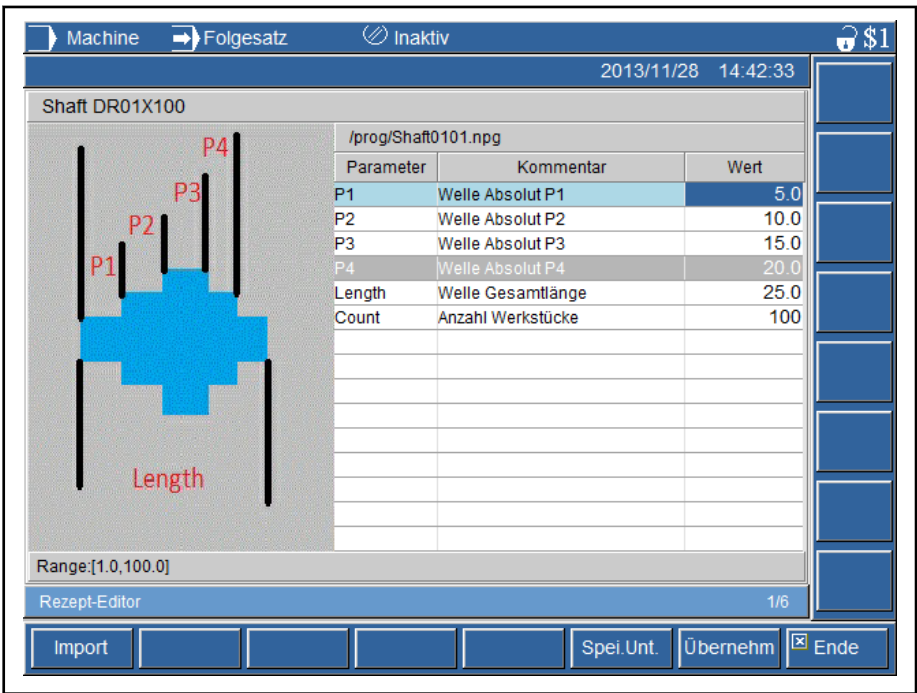 Machine Folgesatz Inaktiv $1
2013/11/28 14:42:33
Shaft DR01X100
/prog/Shaft0101.npg
Parameter Kommentar Wert
P1 Welle Absolut P1 5.0
P2 Welle Absolut P2 10.0
P3 Welle Absolut P3 15.0
P4 Welle Absolut P4 20.0
Length Welle Gesamtlänge 25.0
Count Anzahl Werkstücke 100
P4
P3
P2
P1
Length
Range:[1.0,100.0]
Rezept-Editor 1/6
Import Spei.Unt. Übernehm Ende